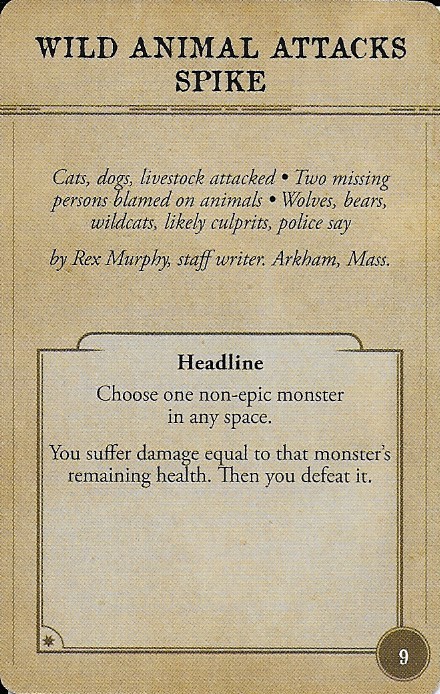 WILD ANIMAL ATTACKS
SPIKE
Cats, dogs, livestock attacked • Two missing
persons blamed on animals • Wolves, bears,
wildcats, likely culprits, police say
by Rex Murphy, staff writer. Arkham, Mass.
Headline
Choose one non-epic monster
in any space.
You suffer damage equal to that monster's
remaining health. Then you defeat it.
9